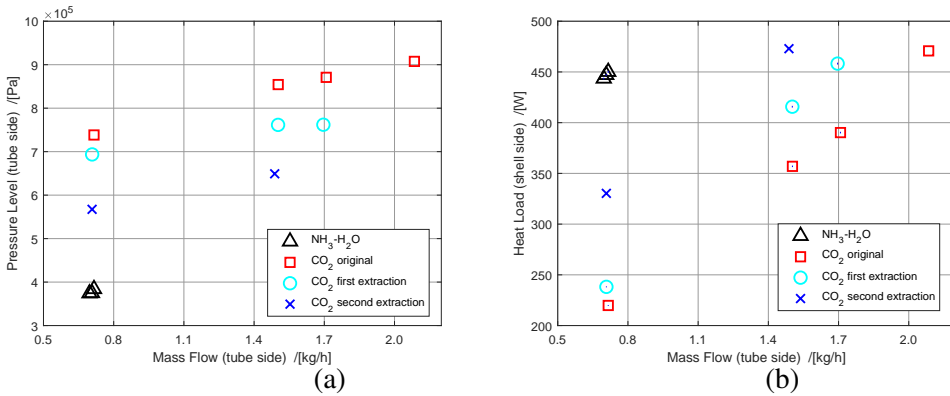 × 10⁵
10
9
8
7
6
5
4
3
0.5 0.8 1.1 1.4 1.7 2.0
Pressure Level (tube side) /[Pa]
Mass Flow (tube side) /[kg/h]
NH₃-H₂O
CO₂ original
CO₂ first extraction
CO₂ second extraction
(a)
500
450
400
350
300
250
200
0.5 0.8 1.1 1.4 1.7 2.0
Heat Load (shell side) /[W]
Mass Flow (tube side) /[kg/h]
NH₃-H₂O
CO₂ original
CO₂ first extraction
CO₂ second extraction
(b)